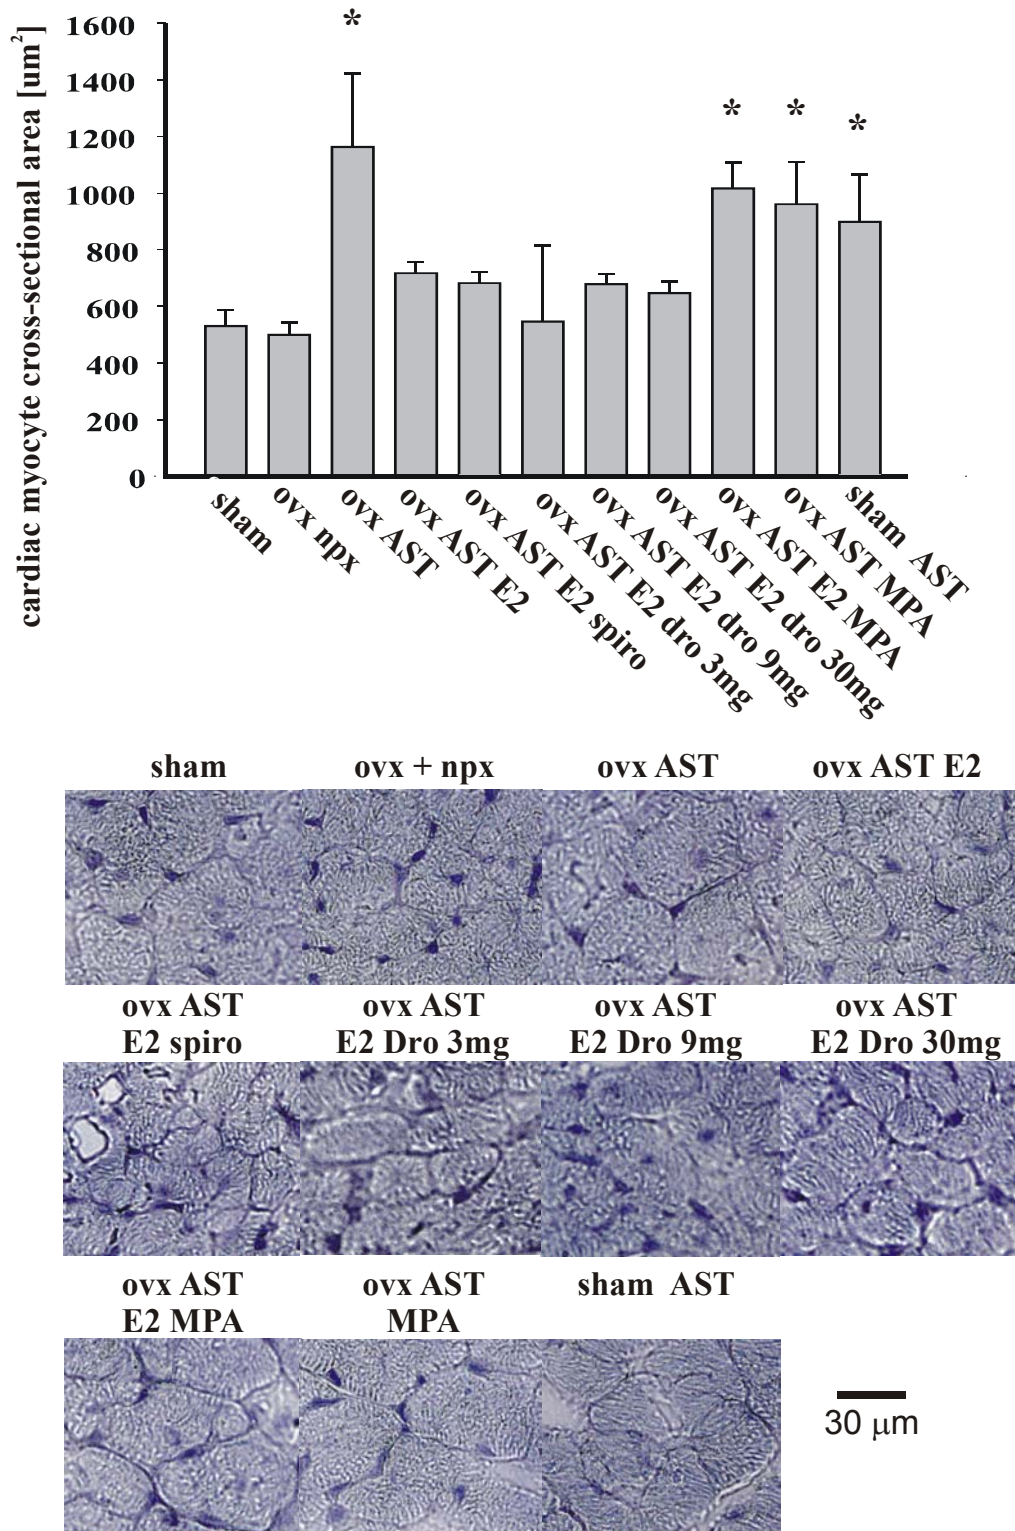 cardiac myocyte cross-sectional area [um²]
1600
1400
1200
1000
800
600
400
200
0
*
*
*
*
sham
ovx npx
ovx AST
ovx AST E2
ovx AST E2 spiro
ovx AST E2 dro 3mg
ovx AST E2 dro 9mg
ovx AST E2 dro 30mg
ovx AST E2 MPA
ovx AST MPA
sham AST
sham
ovx + npx
ovx AST
ovx AST E2
ovx AST
E2 spiro
ovx AST
E2 Dro 3mg
ovx AST
E2 Dro 9mg
ovx AST
E2 Dro 30mg
ovx AST
E2 MPA
ovx AST
MPA
sham AST
30 µm